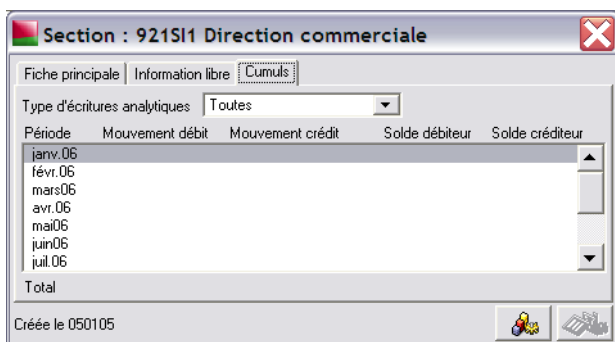 Section : 921SI1 Direction commerciale
Fiche principale Information libre Cumuls
Type d'écritures analytiques Toutes
Période Mouvement débit Mouvement crédit Solde débiteur Solde créditeur
janv.06
févr.06
mars06
avr.06
mai06
juin06
juil.06
Total
Créée le 050105